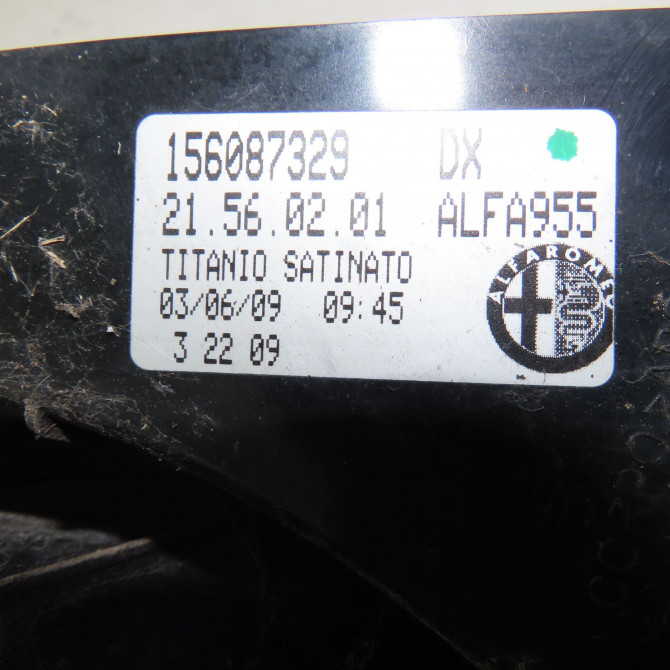 156087329 DX
21.56.02.01 ALFA955
TITANIO SATINATO
03/06/09 09:45
3 22 09
ALFA ROMEO